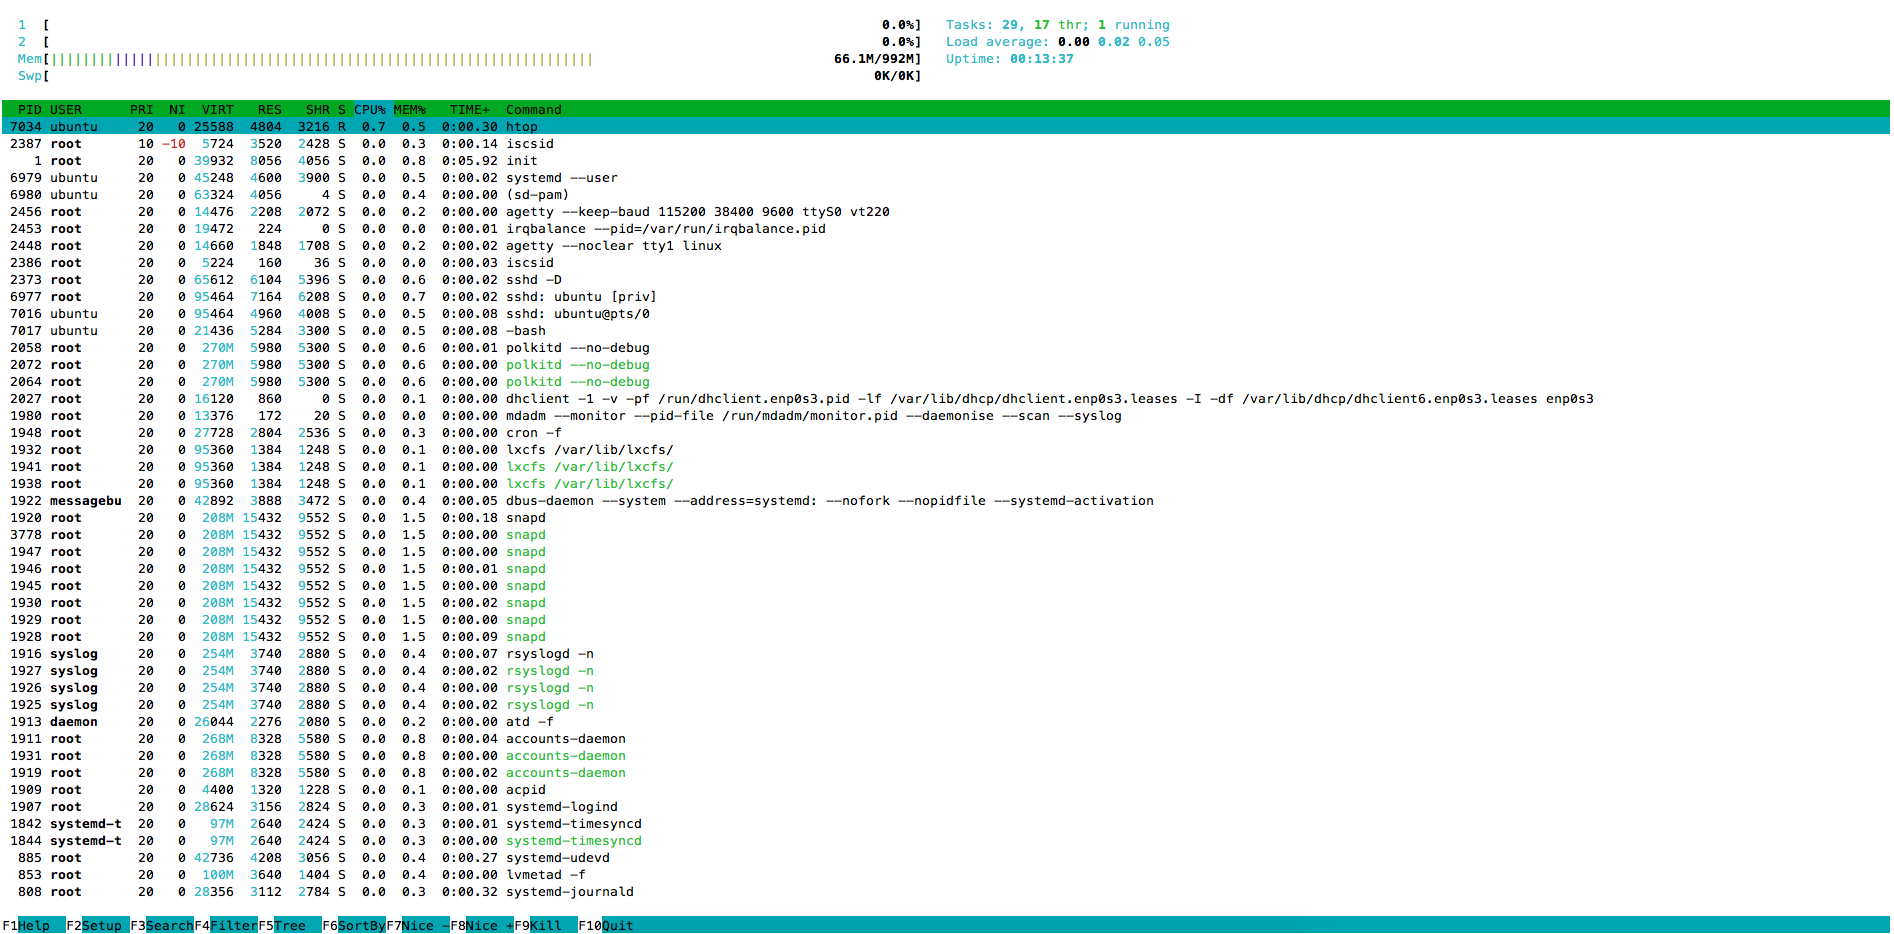 1 [ 0.0%] Tasks: 29, 17 thr; 1 running
2 [ 0.0%] Load average: 0.00 0.02 0.05
Mem[||||||||||||||||||||||||||||||||||||||||||||||||||||||||||||||||||||66.1M/992M] Uptime: 00:13:37
Swp[ 0K/0K]
PID USER PRI NI VIRT RES SHR S CPU% MEM% TIME+ Command
7034 ubuntu 20 0 25588 4804 3216 R 0.7 0.5 0:00.30 htop
2387 root 10 -10 5724 3520 2428 S 0.0 0.3 0:00.14 iscsid
1 root 20 0 39932 8056 4056 S 0.0 0.8 0:05.92 init
6979 ubuntu 20 0 45248 4600 3900 S 0.0 0.5 0:00.02 systemd --user
6980 ubuntu 20 0 63324 4056 4 S 0.0 0.4 0:00.00 (sd-pam)
2456 root 20 0 14476 2208 2072 S 0.0 0.2 0:00.00 agetty --keep-baud 115200 38400 9600 ttyS0 vt220
2453 root 20 0 19472 224 0 S 0.0 0.0 0:00.01 irqbalance --pid=/var/run/irqbalance.pid
2448 root 20 0 14660 1848 1708 S 0.0 0.2 0:00.02 agetty --noclear tty1 linux
2386 root 20 0 5224 160 36 S 0.0 0.0 0:00.03 iscsid
2373 root 20 0 65612 6104 5396 S 0.0 0.6 0:00.02 sshd -D
6977 root 20 0 95464 7164 6208 S 0.0 0.7 0:00.02 sshd: ubuntu [priv]
7016 ubuntu 20 0 95464 4960 4008 S 0.0 0.5 0:00.08 sshd: ubuntu@pts/0
7017 ubuntu 20 0 21436 5284 3300 S 0.0 0.5 0:00.08 -bash
2058 root 20 0 270M 5980 5300 S 0.0 0.6 0:00.01 polkitd --no-debug
2072 root 20 0 270M 5980 5300 S 0.0 0.6 0:00.00 polkitd --no-debug
2064 root 20 0 270M 5980 5300 S 0.0 0.6 0:00.00 polkitd --no-debug
2027 root 20 0 16120 860 0 S 0.0 0.1 0:00.00 dhclient -1 -v -pf /run/dhclient.enp0s3.pid -lf /var/lib/dhcp/dhclient.enp0s3.leases -I -df /var/lib/dhcp/dhclient6.enp0s3.leases enp0s3
1980 root 20 0 13376 172 20 S 0.0 0.0 0:00.00 mdadm --monitor --pid-file /run/mdadm/monitor.pid --daemonise --scan --syslog
1948 root 20 0 27728 2804 2536 S 0.0 0.3 0:00.00 cron -f
1932 root 20 0 95360 1384 1248 S 0.0 0.1 0:00.00 lxcfs /var/lib/lxcfs/
1941 root 20 0 95360 1384 1248 S 0.0 0.1 0:00.00 lxcfs /var/lib/lxcfs/
1938 root 20 0 95360 1384 1248 S 0.0 0.1 0:00.00 lxcfs /var/lib/lxcfs/
1922 messagebu 20 0 42892 3888 3472 S 0.0 0.4 0:00.05 dbus-daemon --system --address=systemd: --nofork --nopidfile --systemd-activation
1920 root 20 0 208M 15432 9552 S 0.0 1.5 0:00.18 snapd
3778 root 20 0 208M 15432 9552 S 0.0 1.5 0:00.00 snapd
1947 root 20 0 208M 15432 9552 S 0.0 1.5 0:00.00 snapd
1946 root 20 0 208M 15432 9552 S 0.0 1.5 0:00.01 snapd
1945 root 20 0 208M 15432 9552 S 0.0 1.5 0:00.00 snapd
1930 root 20 0 208M 15432 9552 S 0.0 1.5 0:00.02 snapd
1929 root 20 0 208M 15432 9552 S 0.0 1.5 0:00.00 snapd
1928 root 20 0 208M 15432 9552 S 0.0 1.5 0:00.09 snapd
1916 syslog 20 0 254M 3740 2880 S 0.0 0.4 0:00.07 rsyslogd -n
1927 syslog 20 0 254M 3740 2880 S 0.0 0.4 0:00.02 rsyslogd -n
1926 syslog 20 0 254M 3740 2880 S 0.0 0.4 0:00.00 rsyslogd -n
1925 syslog 20 0 254M 3740 2880 S 0.0 0.4 0:00.02 rsyslogd -n
1913 daemon 20 0 26044 2276 2080 S 0.0 0.2 0:00.00 atd -f
1911 root 20 0 268M 8328 5580 S 0.0 0.8 0:00.04 accounts-daemon
1931 root 20 0 268M 8328 5580 S 0.0 0.8 0:00.00 accounts-daemon
1919 root 20 0 268M 8328 5580 S 0.0 0.8 0:00.02 accounts-daemon
1909 root 20 0 4400 1320 1228 S 0.0 0.1 0:00.00 acpid
1907 root 20 0 28624 3156 2824 S 0.0 0.3 0:00.01 systemd-logind
1842 systemd-t 20 0 97M 2640 2424 S 0.0 0.3 0:00.01 systemd-timesyncd
1844 systemd-t 20 0 97M 2640 2424 S 0.0 0.3 0:00.00 systemd-timesyncd
885 root 20 0 42736 4208 3056 S 0.0 0.4 0:00.27 systemd-udevd
853 root 20 0 100M 3640 1404 S 0.0 0.4 0:00.00 lvmetad -f
808 root 20 0 28356 3112 2784 S 0.0 0.3 0:00.32 systemd-journald
F1Help F2Setup F3SearchF4FilterF5Tree F6SortByF7Nice -F8Nice +F9Kill F10Quit